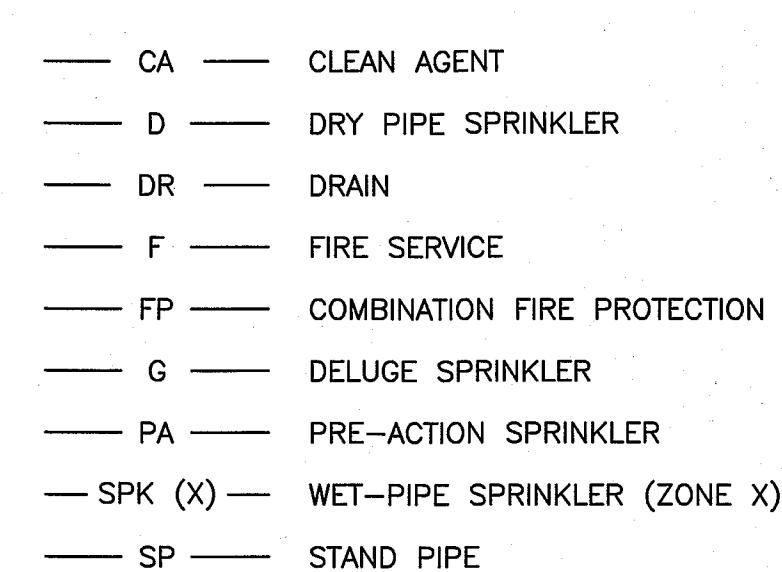 CA CLEAN AGENT
D DRY PIPE SPRINKLER
DR DRAIN
F FIRE SERVICE
FP COMBINATION FIRE PROTECTION
G DELUGE SPRINKLER
PA PRE-ACTION SPRINKLER
SPK (X) WET-PIPE SPRINKLER (ZONE X)
SP STAND PIPE